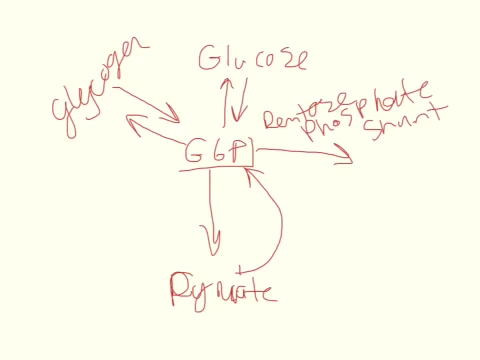 Glucose
glycogen
Pentose phosphate
shunt
G6P
Pyruvate